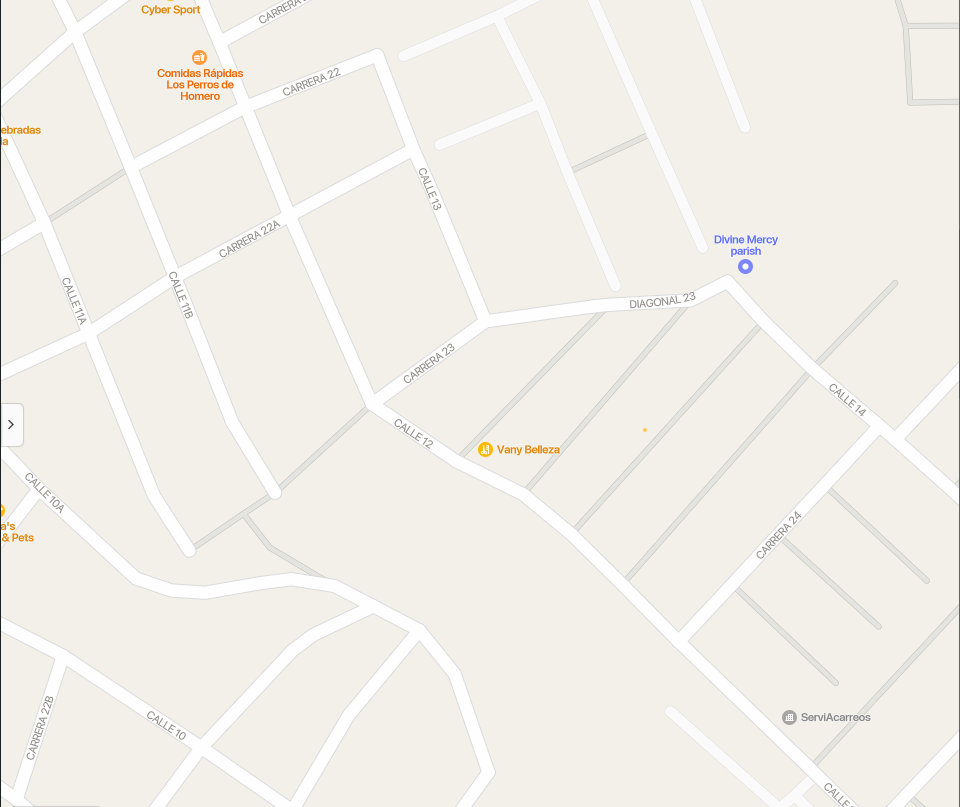 Cyber Sport
CARRERA
Comidas Rápidas
Los Perros de
Homero
CARRERA 22
ebradas
la
CALLE 13
CARRERA 22A
Divine Mercy
parish
CALLE 11A
CALLE 11B
DIAGONAL 23
CARRERA 23
CALLE 14
CALLE 12
Vany Belleza
CALLE 10A
a's
& Pets
CARRERA 24
CARRERA 22B
CALLE 10
ServiAcarreos
CALLE